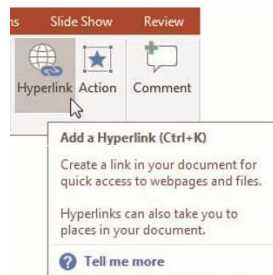 ns Slide Show Review
Hyperlink Action Comment
Add a Hyperlink (Ctrl+K)
Create a link in your document for
quick access to webpages and files.
Hyperlinks can also take you to
places in your document.
? Tell me more